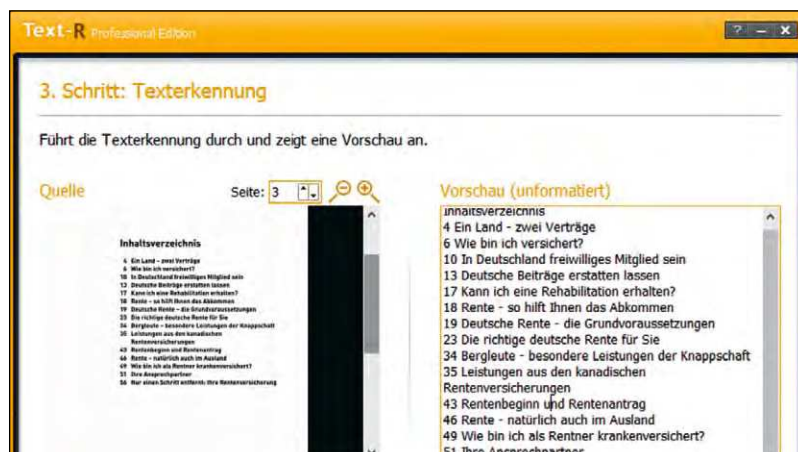 Text-R Professional Edition
3. Schritt: Texterkennung
Führt die Texterkennung durch und zeigt eine Vorschau an.
Quelle
Seite: 3
Inhaltsverzeichnis
4 Ein Land – zwei Verträge
6 Wie bin ich versichert?
10 In Deutschland freiwilliges Mitglied sein
13 Deutsche Beiträge erstatten lassen
17 Kann ich eine Rehabilitation erhalten?
18 Rente – so hilft Ihnen das Abkommen
19 Deutsche Rente – die Grundvoraussetzungen
23 Die richtige deutsche Rente für Sie
34 Bergleute – besondere Leistungen der Knappschaft
35 Leistungen aus den kanadischen
Rentenversicherungen
43 Rentenbeginn und Rentenantrag
46 Rente – natürlich auch im Ausland
49 Wie bin ich als Rentner krankenversichert?
51 Ihre Ansprechpartner
56 Nur einen Schritt entfernt: Ihre Rentenversicherung
Vorschau (unformatiert)
Inhaltsverzeichnis
4 Ein Land - zwei Verträge
6 Wie bin ich versichert?
10 In Deutschland freiwilliges Mitglied sein
13 Deutsche Beiträge erstatten lassen
17 Kann ich eine Rehabilitation erhalten?
18 Rente - so hilft Ihnen das Abkommen
19 Deutsche Rente - die Grundvoraussetzungen
23 Die richtige deutsche Rente für Sie
34 Bergleute - besondere Leistungen der Knappschaft
35 Leistungen aus den kanadischen
Rentenversicherungen
43 Rentenbeginn und Rentenantrag
46 Rente - natürlich auch im Ausland
49 Wie bin ich als Rentner krankenversichert?
51 Ihre Ansprechpartner